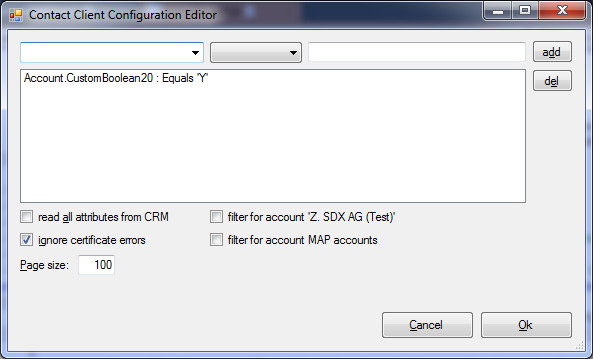 Contact Client Configuration Editor
add
Account.CustomBoolean20 : Equals 'Y'
del
read all attributes from CRM
filter for account 'Z. SDX AG (Test)'
ignore certificate errors
filter for account MAP accounts
Page size: 100
Cancel Ok